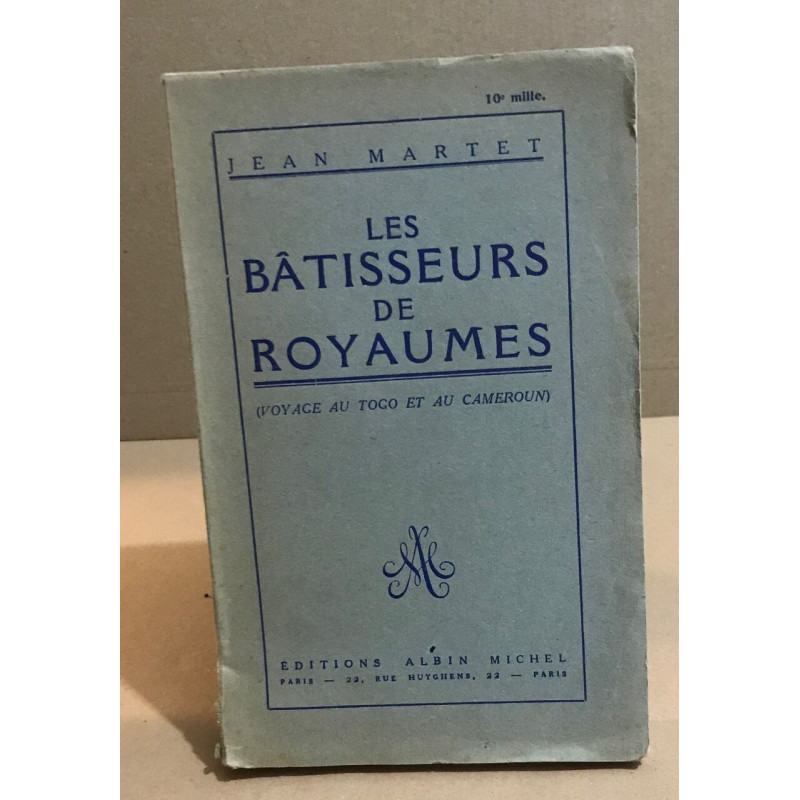 10e mille.
JEAN MARTET
LES
BÂTISSEURS
DE
ROYAUMES
(VOYAGE AU TOGO ET AU CAMEROUN)
AM
ÉDITIONS ALBIN MICHEL
PARIS — 22, RUE HUYGHENS, 22 — PARIS